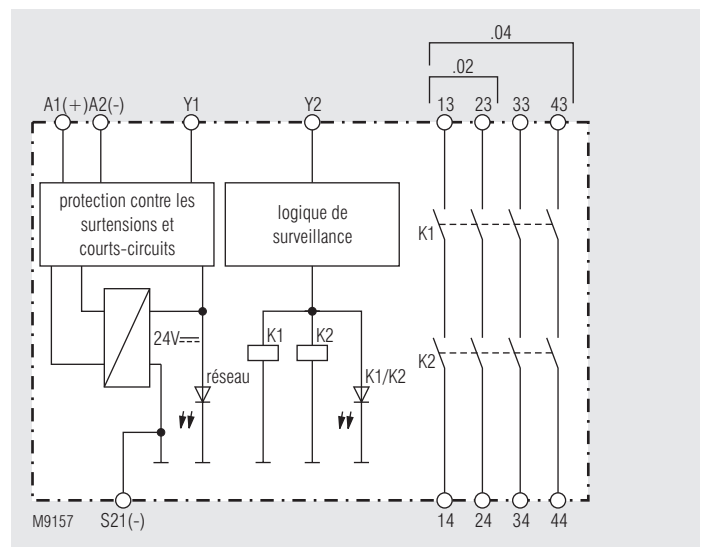 .04
.02
A1(+) A2(-) Y1 Y2 13 23 33 43
protection contre les
surtensions et
courts-circuits
logique de
surveillance
K1
24V
K1 K2
K2
réseau K1/K2
M9157 S21(-) 14 24 34 44